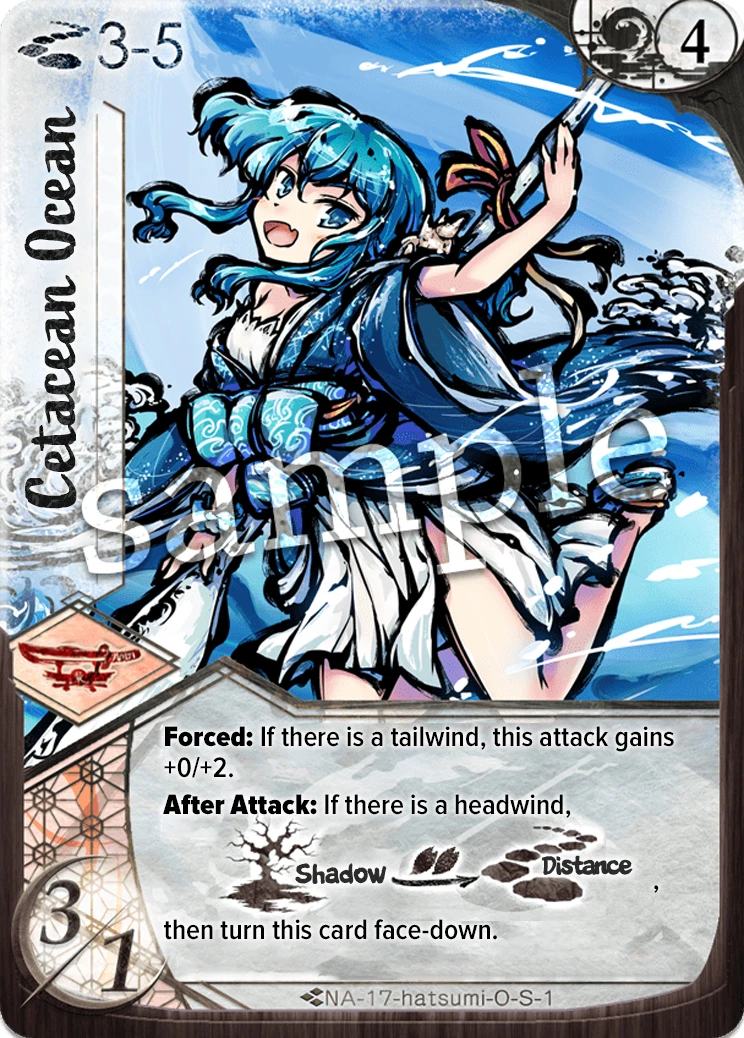 3-5
4
Cetacean Ocean
sample
Forced: If there is a tailwind, this attack gains
+0/+2.
After Attack: If there is a headwind,
Shadow Distance ,
then turn this card face-down.
3/1
NA-17-hatsumi-O-S-1